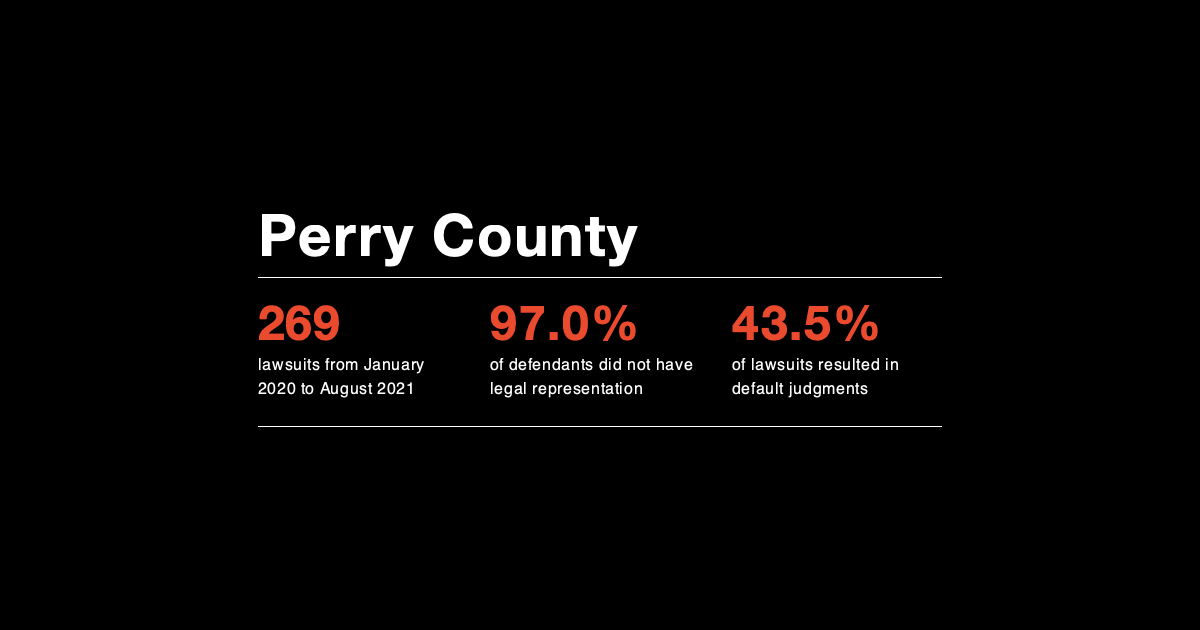 Perry County
269
lawsuits from January
2020 to August 2021
97.0%
of defendants did not have
legal representation
43.5%
of lawsuits resulted in
default judgments